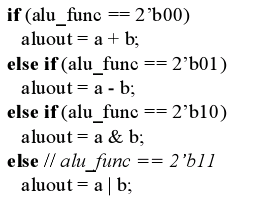 if (alu_func == 2’b00)
aluout = a + b;
else if (alu_func == 2’b01)
aluout = a - b;
else if (alu_func == 2’b10)
aluout = a & b;
else // alu_func == 2’b11
aluout = a | b;